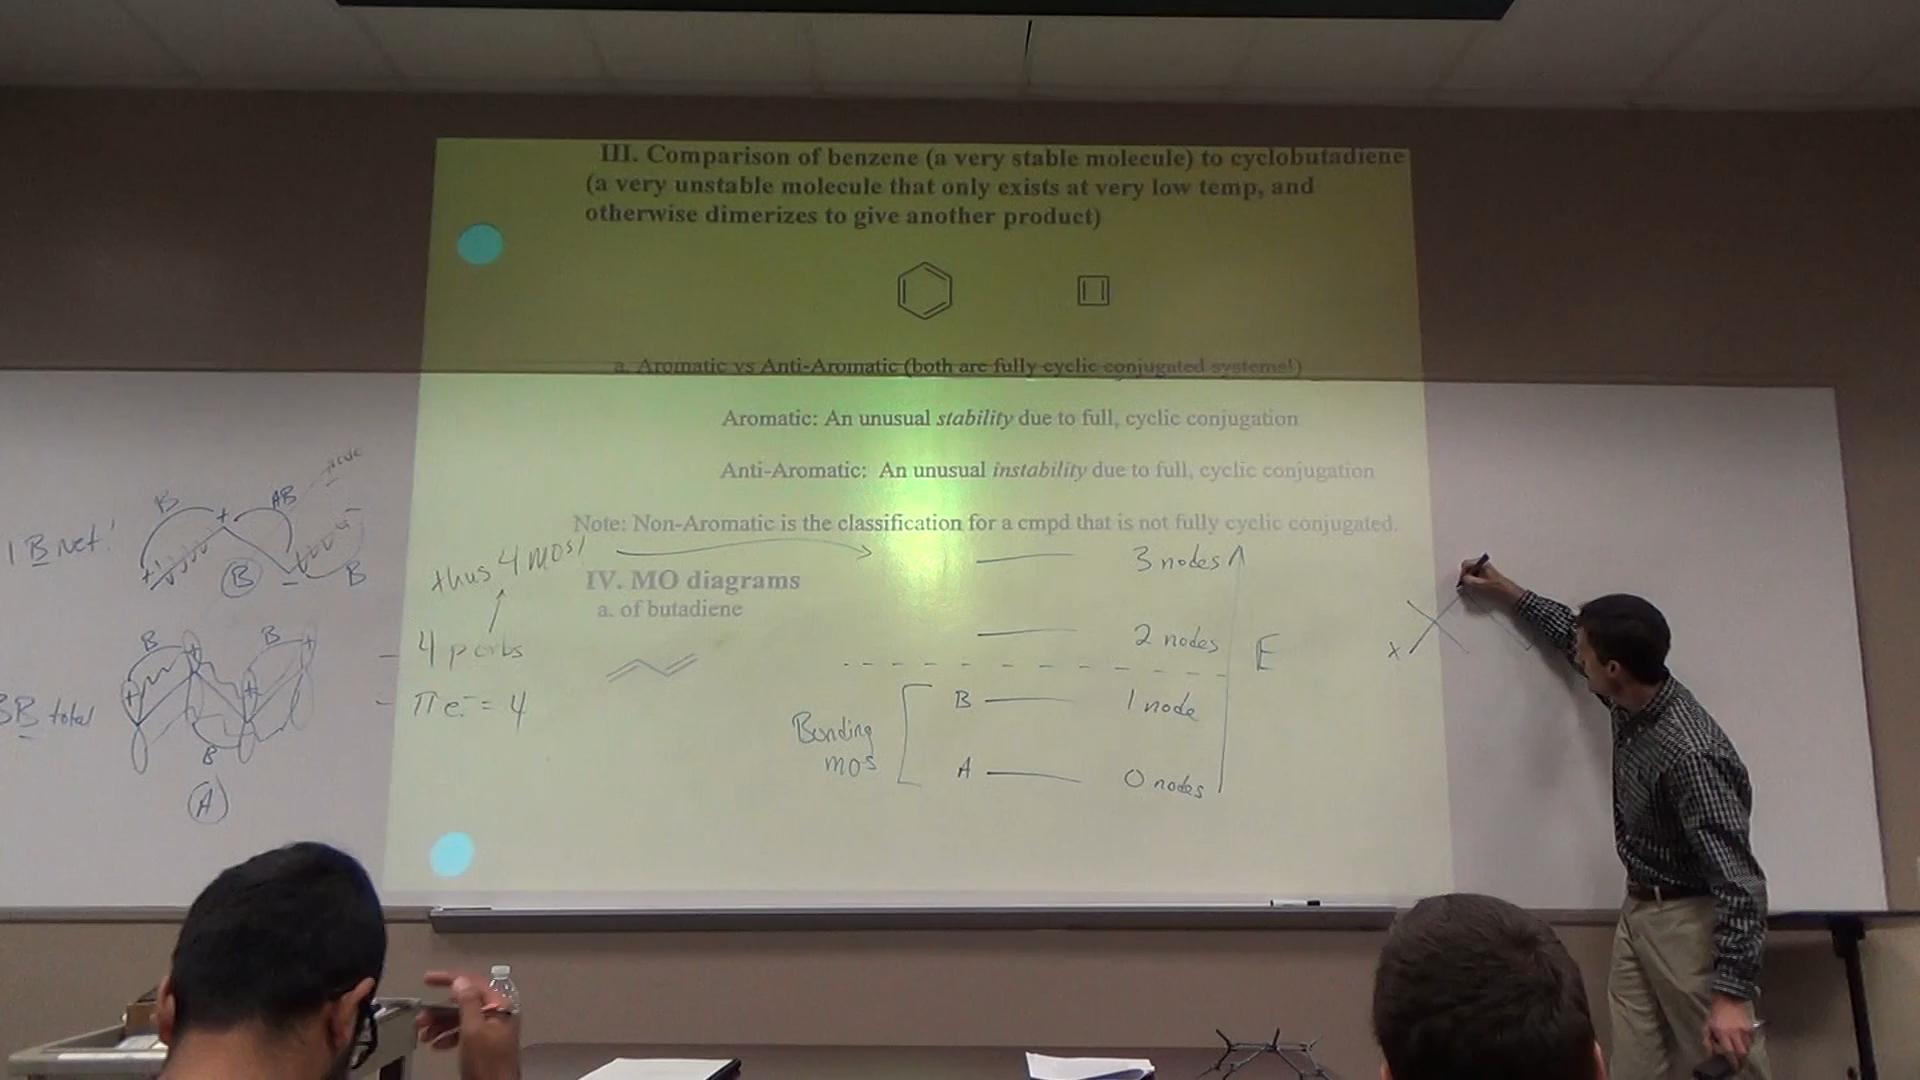 III. Comparison of benzene (a very stable molecule) to cyclobutadiene
(a very unstable molecule that only exists at very low temp, and
otherwise dimerizes to give another product)
a. Aromatic vs Anti-Aromatic (both are fully cyclic conjugated systems!)
Aromatic: An unusual stability due to full, cyclic conjugation
Anti-Aromatic: An unusual instability due to full, cyclic conjugation
Note: Non-Aromatic is the classification for a cmpd that is not fully cyclic conjugated.
IV. MO diagrams
a. of butadiene
thus 4 mos!
4 p orbs
π e⁻ = 4
3 nodes
2 nodes
E
B 1 node
A 0 nodes
Bonding
mos
1 B net!
B + AB
B B
B B
B total
B
A
x